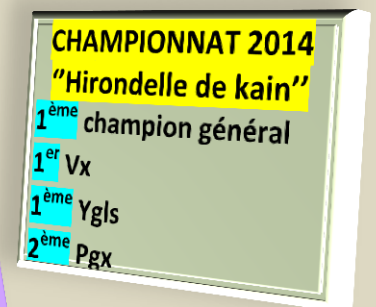 CHAMPIONNAT 2014
‘’Hirondelle de kain’’
1ème champion général
1er Vx
1ème Ygls
2ème Pgx